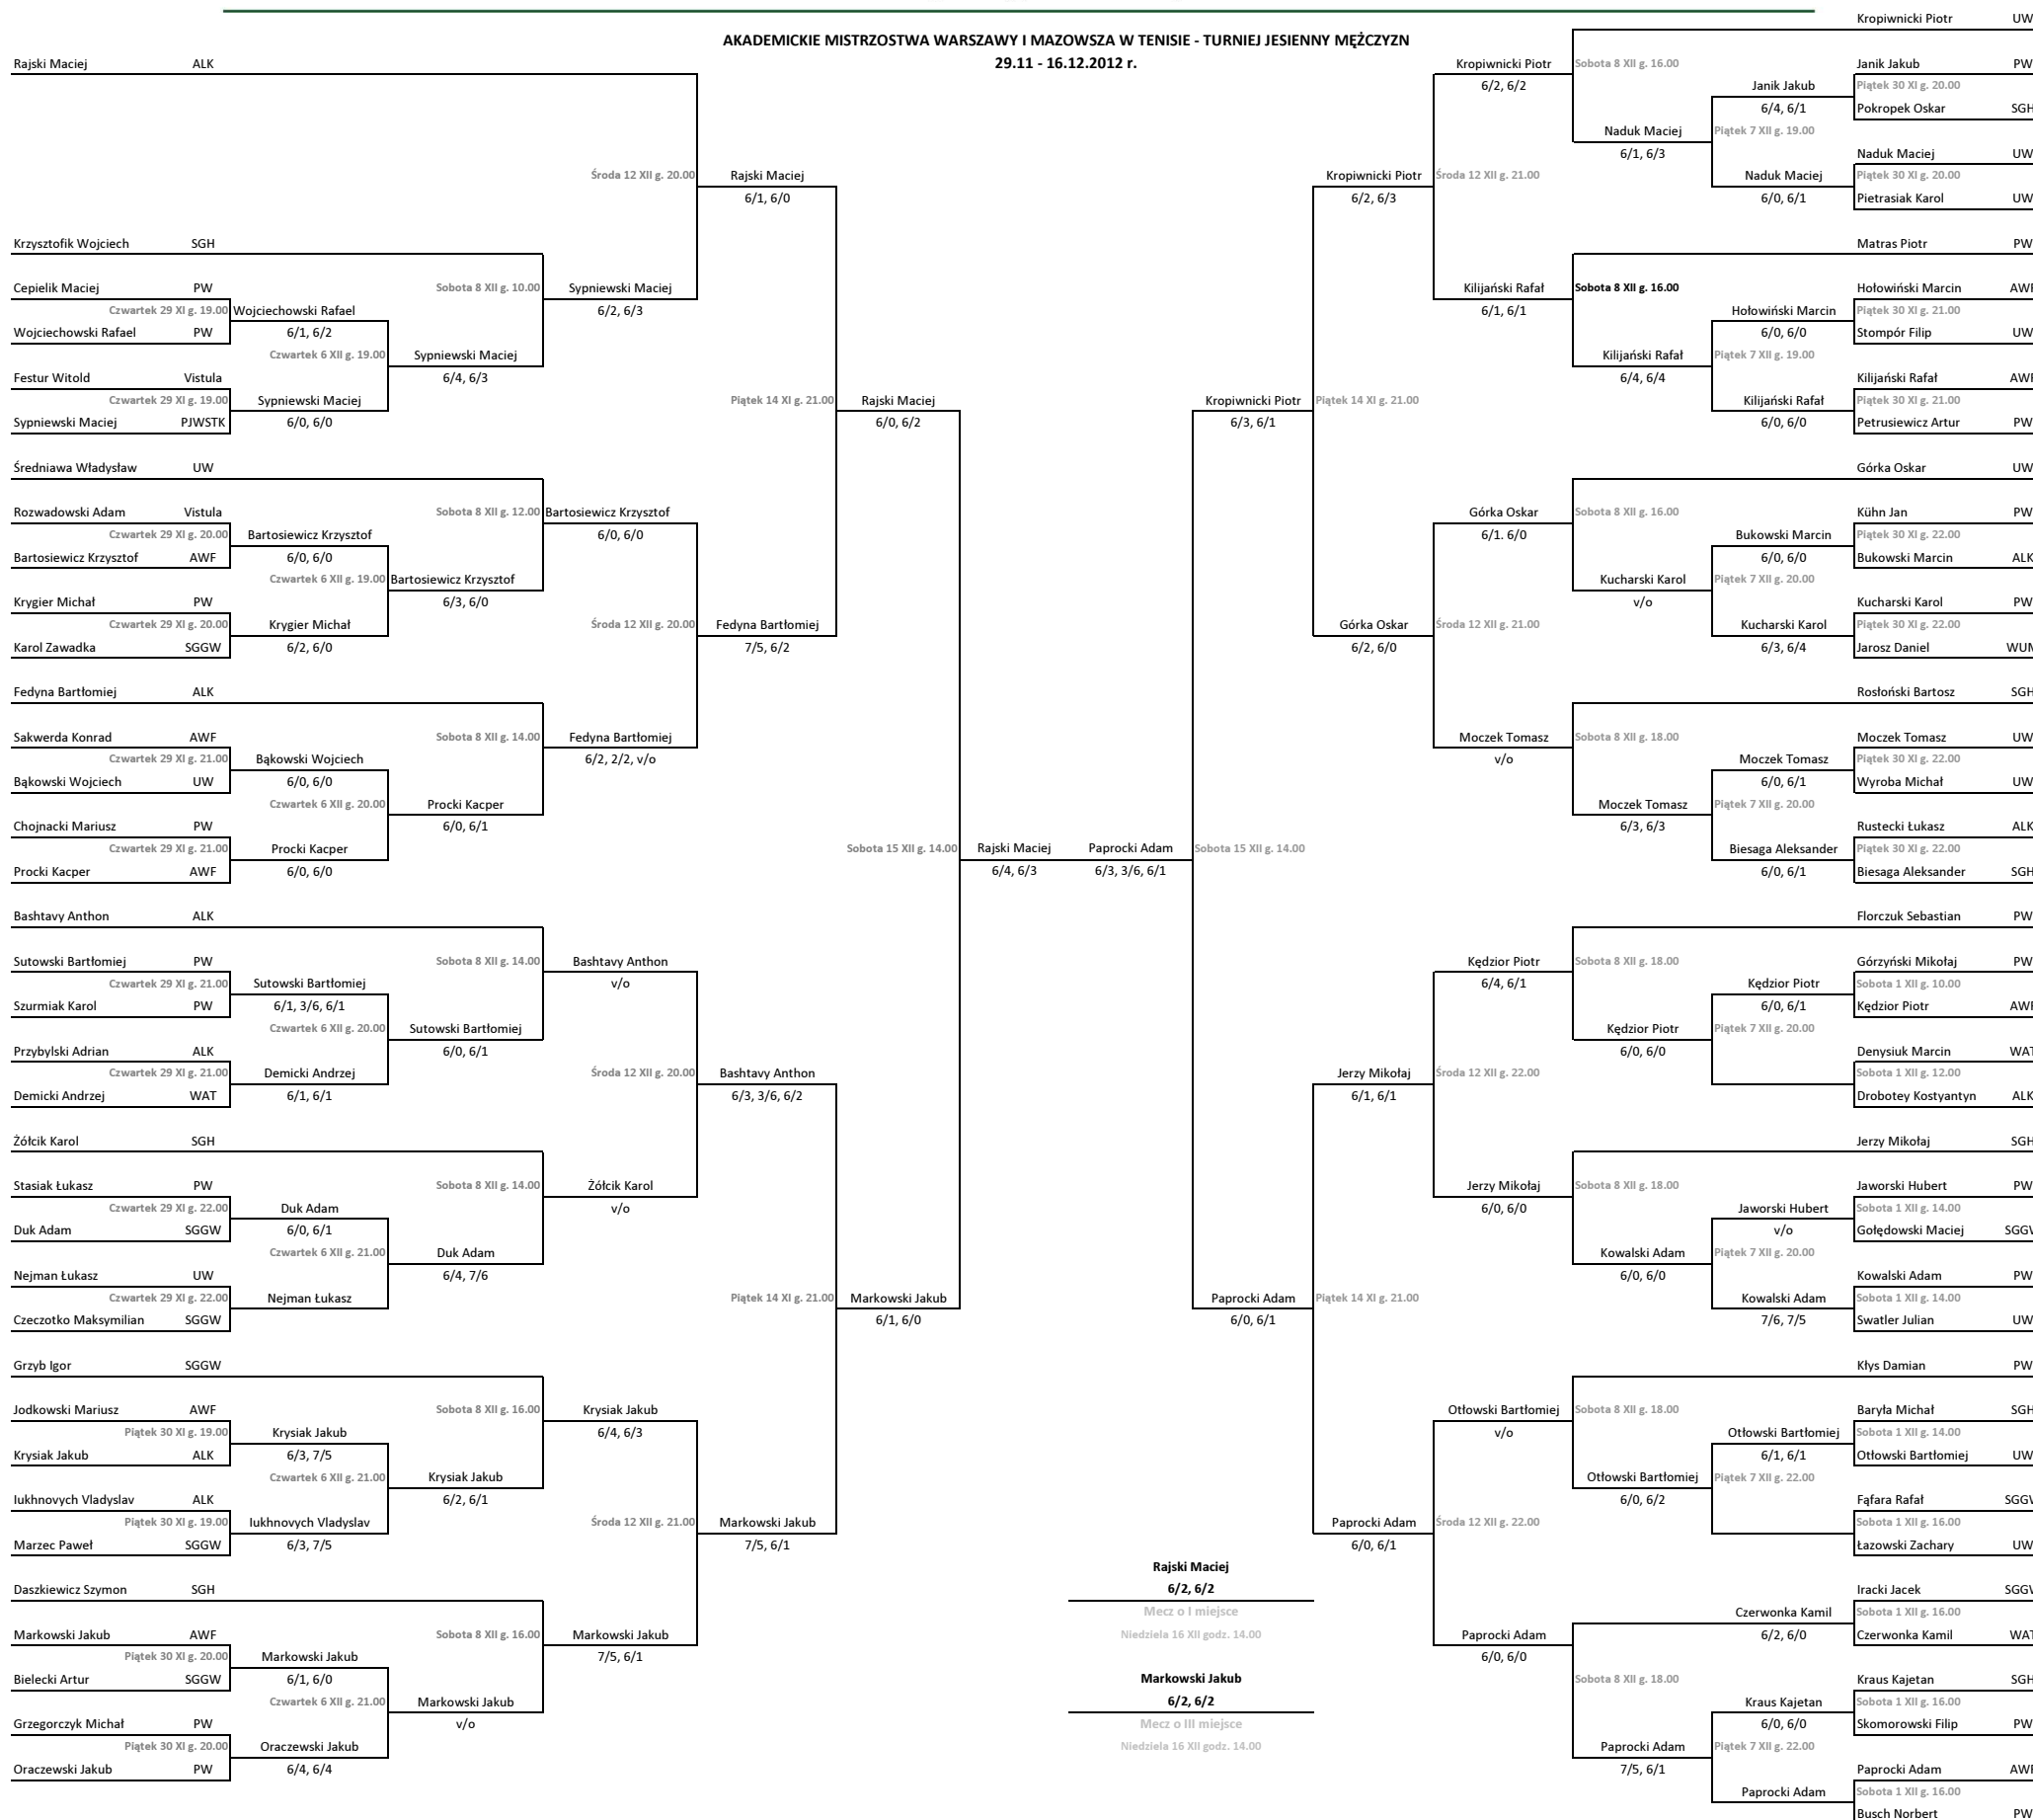 AKADEMICKIE MISTRZOSTWA WARSZAWY I MAZOWSZA W TENISIE - TURNIEJ JESIENNY MĘŻCZYZN
29.11 - 16.12.2012 r.
Rajski Maciej ALK
Krzysztofik Wojciech SGH
Cepielik Maciej PW
Czwartek 29 XI g. 19.00
Wojciechowski Rafael PW
Festur Witold Vistula
Czwartek 29 XI g. 19.00
Sypniewski Maciej PJWSTK
Średniawa Władysław UW
Rozwadowski Adam Vistula
Czwartek 29 XI g. 20.00
Bartosiewicz Krzysztof AWF
Krygier Michał PW
Czwartek 29 XI g. 20.00
Karol Zawadka SGGW
Fedyna Bartłomiej ALK
Sakwerda Konrad AWF
Czwartek 29 XI g. 21.00
Bąkowski Wojciech UW
Chojnacki Mariusz PW
Czwartek 29 XI g. 21.00
Procki Kacper AWF
Bashtavy Anthon ALK
Sutowski Bartłomiej PW
Czwartek 29 XI g. 21.00
Szurmiak Karol PW
Przybylski Adrian ALK
Czwartek 29 XI g. 21.00
Demicki Andrzej WAT
Żółcik Karol SGH
Stasiak Łukasz PW
Czwartek 29 XI g. 22.00
Duk Adam SGGW
Nejman Łukasz UW
Czwartek 29 XI g. 22.00
Czeczotko Maksymilian SGGW
Grzyb Igor SGGW
Jodkowski Mariusz AWF
Piątek 30 XI g. 19.00
Krysiak Jakub ALK
Iukhnovych Vladyslav ALK
Piątek 30 XI g. 19.00
Marzec Paweł SGGW
Daszkiewicz Szymon SGH
Markowski Jakub AWF
Piątek 30 XI g. 20.00
Bielecki Artur SGGW
Grzegorczyk Michał PW
Piątek 30 XI g. 20.00
Oraczewski Jakub PW
Wojciechowski Rafael
6/1, 6/2
Czwartek 6 XII g. 19.00
Sypniewski Maciej
6/0, 6/0
Bartosiewicz Krzysztof
6/0, 6/0
Czwartek 6 XII g. 19.00
Krygier Michał
6/2, 6/0
Bąkowski Wojciech
6/0, 6/0
Czwartek 6 XII g. 20.00
Procki Kacper
6/0, 6/0
Sutowski Bartłomiej
6/1, 3/6, 6/1
Czwartek 6 XII g. 20.00
Demicki Andrzej
6/1, 6/1
Duk Adam
6/0, 6/1
Czwartek 6 XII g. 21.00
Nejman Łukasz
Krysiak Jakub
6/3, 7/5
Czwartek 6 XII g. 21.00
Iukhnovych Vladyslav
6/3, 7/5
Markowski Jakub
6/1, 6/0
Czwartek 6 XII g. 21.00
Oraczewski Jakub
6/4, 6/4
Sobota 8 XII g. 10.00
Sypniewski Maciej
6/4, 6/3
Sobota 8 XII g. 12.00
Bartosiewicz Krzysztof
6/3, 6/0
Sobota 8 XII g. 14.00
Procki Kacper
6/0, 6/1
Sobota 8 XII g. 14.00
Sutowski Bartłomiej
6/0, 6/1
Sobota 8 XII g. 14.00
Duk Adam
6/4, 7/6
Sobota 8 XII g. 16.00
Krysiak Jakub
6/2, 6/1
Sobota 8 XII g. 16.00
Markowski Jakub
v/o
Środa 12 XII g. 20.00
Sypniewski Maciej
6/2, 6/3
Bartosiewicz Krzysztof
6/0, 6/0
Środa 12 XII g. 20.00
Fedyna Bartłomiej
6/2, 2/2, v/o
Bashtavy Anthon
v/o
Środa 12 XII g. 20.00
Żółcik Karol
v/o
Krysiak Jakub
6/4, 6/3
Środa 12 XII g. 21.00
Markowski Jakub
7/5, 6/1
Rajski Maciej
6/1, 6/0
Piątek 14 XI g. 21.00
Fedyna Bartłomiej
7/5, 6/2
Bashtavy Anthon
6/3, 3/6, 6/2
Piątek 14 XI g. 21.00
Markowski Jakub
7/5, 6/1
Rajski Maciej
6/0, 6/2
Sobota 15 XII g. 14.00
Markowski Jakub
6/1, 6/0
Rajski Maciej
6/4, 6/3
Paprocki Adam
6/3, 3/6, 6/1
Rajski Maciej
6/2, 6/2
Mecz o I miejsce
Niedziela 16 XII godz. 14.00
Markowski Jakub
6/2, 6/2
Mecz o III miejsce
Niedziela 16 XII godz. 14.00
Kropiwnicki Piotr
6/3, 6/1
Sobota 15 XII g. 14.00
Paprocki Adam
6/0, 6/1
Kropiwnicki Piotr
6/2, 6/3
Piątek 14 XI g. 21.00
Górka Oskar
6/2, 6/0
Jerzy Mikołaj
6/1, 6/1
Piątek 14 XI g. 21.00
Paprocki Adam
6/0, 6/1
Kropiwnicki Piotr
6/2, 6/2
Środa 12 XII g. 21.00
Kilijański Rafał
6/1, 6/1
Górka Oskar
6/1. 6/0
Środa 12 XII g. 21.00
Moczek Tomasz
v/o
Kędzior Piotr
6/4, 6/1
Środa 12 XII g. 22.00
Jerzy Mikołaj
6/0, 6/0
Otłowski Bartłomiej
v/o
Środa 12 XII g. 22.00
Paprocki Adam
6/0, 6/0
Sobota 8 XII g. 16.00
Naduk Maciej
6/1, 6/3
Sobota 8 XII g. 16.00
Kilijański Rafał
6/4, 6/4
Sobota 8 XII g. 16.00
Kucharski Karol
v/o
Sobota 8 XII g. 18.00
Moczek Tomasz
6/3, 6/3
Sobota 8 XII g. 18.00
Kędzior Piotr
6/0, 6/0
Sobota 8 XII g. 18.00
Kowalski Adam
6/0, 6/0
Sobota 8 XII g. 18.00
Otłowski Bartłomiej
6/0, 6/2
Sobota 8 XII g. 18.00
Paprocki Adam
7/5, 6/1
Janik Jakub
6/4, 6/1
Piątek 7 XII g. 19.00
Naduk Maciej
6/0, 6/1
Hołowiński Marcin
6/0, 6/0
Piątek 7 XII g. 19.00
Kilijański Rafał
6/0, 6/0
Bukowski Marcin
6/0, 6/0
Piątek 7 XII g. 20.00
Kucharski Karol
6/3, 6/4
Moczek Tomasz
6/0, 6/1
Piątek 7 XII g. 20.00
Biesaga Aleksander
6/0, 6/1
Kędzior Piotr
6/0, 6/1
Piątek 7 XII g. 20.00
Jaworski Hubert
v/o
Piątek 7 XII g. 20.00
Kowalski Adam
7/6, 7/5
Otłowski Bartłomiej
6/1, 6/1
Piątek 7 XII g. 22.00
Czerwonka Kamil
6/2, 6/0
Kraus Kajetan
6/0, 6/0
Piątek 7 XII g. 22.00
Paprocki Adam
Kropiwnicki Piotr UW
Janik Jakub PW
Piątek 30 XI g. 20.00
Pokropek Oskar SGH
Naduk Maciej UW
Piątek 30 XI g. 20.00
Pietrasiak Karol UW
Matras Piotr PW
Hołowiński Marcin AWF
Piątek 30 XI g. 21.00
Stompór Filip UW
Kilijański Rafał AWF
Piątek 30 XI g. 21.00
Petrusiewicz Artur PW
Górka Oskar UW
Kühn Jan PW
Piątek 30 XI g. 22.00
Bukowski Marcin ALK
Kucharski Karol PW
Piątek 30 XI g. 22.00
Jarosz Daniel WUM
Rosłoński Bartosz SGH
Moczek Tomasz UW
Piątek 30 XI g. 22.00
Wyroba Michał UW
Rustecki Łukasz ALK
Piątek 30 XI g. 22.00
Biesaga Aleksander SGH
Florczuk Sebastian PW
Górzyński Mikołaj PW
Sobota 1 XII g. 10.00
Kędzior Piotr AWF
Denysiuk Marcin WAT
Sobota 1 XII g. 12.00
Drobotey Kostyantyn ALK
Jerzy Mikołaj SGH
Jaworski Hubert PW
Sobota 1 XII g. 14.00
Gołędowski Maciej SGGW
Kowalski Adam PW
Sobota 1 XII g. 14.00
Swatler Julian UW
Kłys Damian PW
Baryła Michał SGH
Sobota 1 XII g. 14.00
Otłowski Bartłomiej UW
Fąfara Rafał SGGW
Sobota 1 XII g. 16.00
Łazowski Zachary UW
Iracki Jacek SGGW
Sobota 1 XII g. 16.00
Czerwonka Kamil WAT
Kraus Kajetan SGH
Sobota 1 XII g. 16.00
Skomorowski Filip PW
Paprocki Adam AWF
Sobota 1 XII g. 16.00
Busch Norbert PW